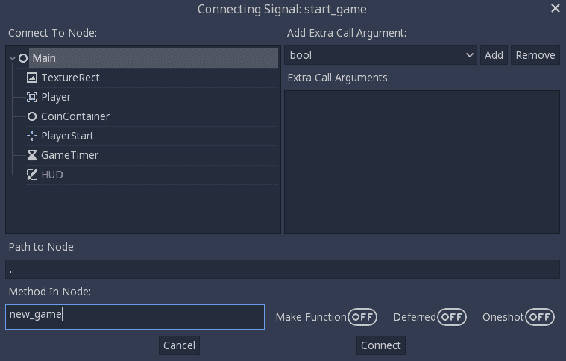 Connecting Signal: start_game
Connect To Node:
Add Extra Call Argument:
Main
bool
Add
Remove
TextureRect
Extra Call Arguments:
Player
CoinContainer
PlayerStart
GameTimer
HUD
Path to Node:
.
Method In Node:
new_game
Make Function OFF
Deferred OFF
Oneshot OFF
Cancel
Connect